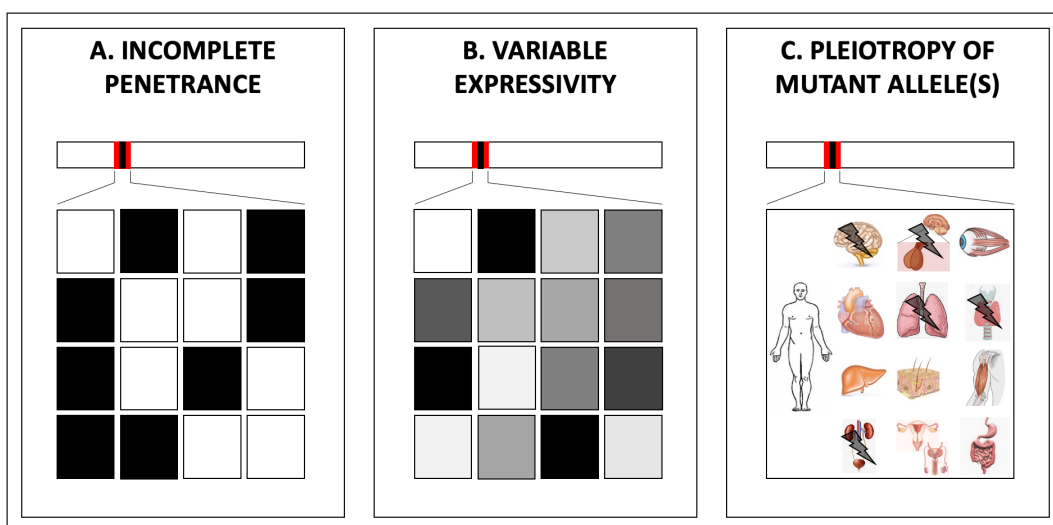 A. INCOMPLETE
PENETRANCE
B. VARIABLE
EXPRESSIVITY
C. PLEIOTROPY OF
MUTANT ALLELE(S)